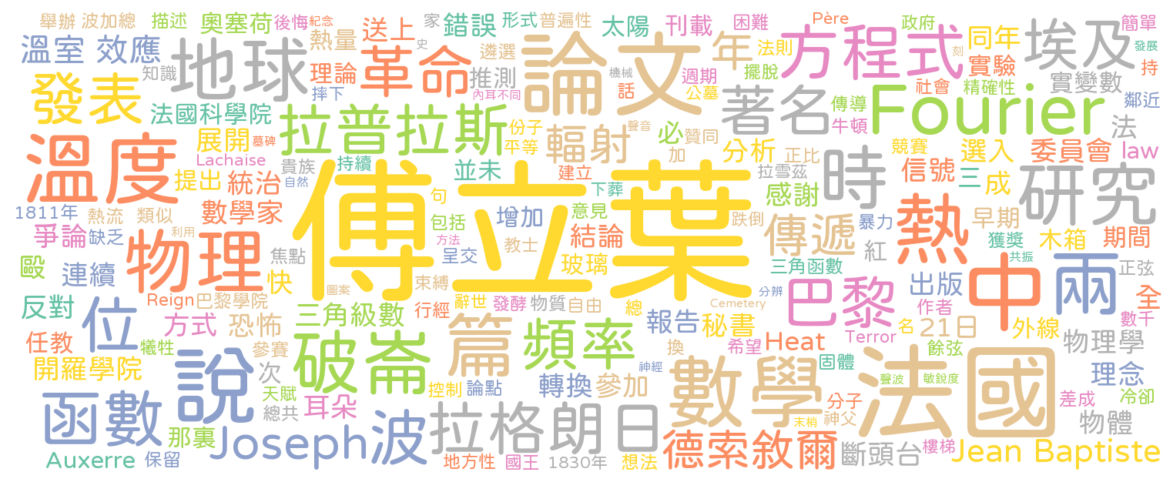 舉辦 波加總 描述 奧塞荷 後悔 紀念 家 錯誤 形式 普遍性 太陽 刊載 困難 Père 政府 簡單
溫室 效應 地球 熱量 革命 送上 史 遴選 論文 年 法則 方程式 同年 埃及 發展
知識 理論 推測 機械 週期 擺脫 社會 實驗 刻 持
發表 法國科學院 摔下 內耳不同 話 公墓 著名 傳導 Fourier 精確性 實變數 鄰近
展開 墓碑 拉普拉斯 份子 聲音 輻射 必 贊同 牛頓 法
溫度 Lachaise 貴族 持續 平等 加 分析 正比 競賽 選入 委員會 law
提出 統治 自然 傅立葉 並未 建立 拉雪茲 時 信號 三 成 研究
1811年 熱流 類似 數學家 句 下葬 感謝 熱 早期
爭論 缺乏 物理 包括 增加 意見 跌倒 傳遞 暴力 獲獎 木箱 期間
毆 連續 焦點 方法 教士 結論 紅 共振 中 兩 正弦
利用 呈交 玻璃 三角函數 出版 全
反對 位 Reign 巴黎學院 快 圖案 束縛 發酵 物質 自由 總 分辨 巴黎 作者 數千
任教 方式 恐怖 三角級數 行經 辭世 Cemetery 名 21日 外線
犧牲 參賽 破崙 篇 頻率 報告 秘書 Heat Terror 餘弦 物理學
開羅學院 次 神經 換 希望 固體 理念
函數 說 天賦 控制 論點 轉換 參加 數學 分子 聲波 敏銳度 法國 差成 冷卻
總共 耳朵 神父 物體
那裏 Joseph 波 拉格朗日 末梢 德索敘爾 斷頭台 樓梯 Jean Baptiste
Auxerre 保留 地方性 國王 1830年 想法